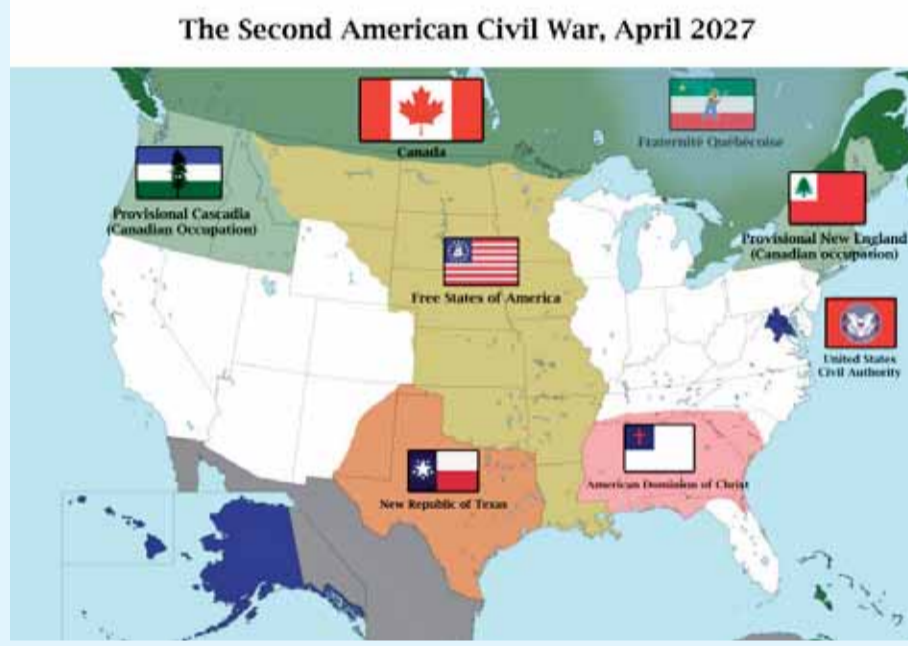 The Second American Civil War, April 2027
Canada
Fraternité Québécoise
Provisional Cascadia
(Canadian Occupation)
Provisional New England
(Canadian occupation)
Free States of America
United States
Civil Authority
American Dominion of Christ
New Republic of Texas